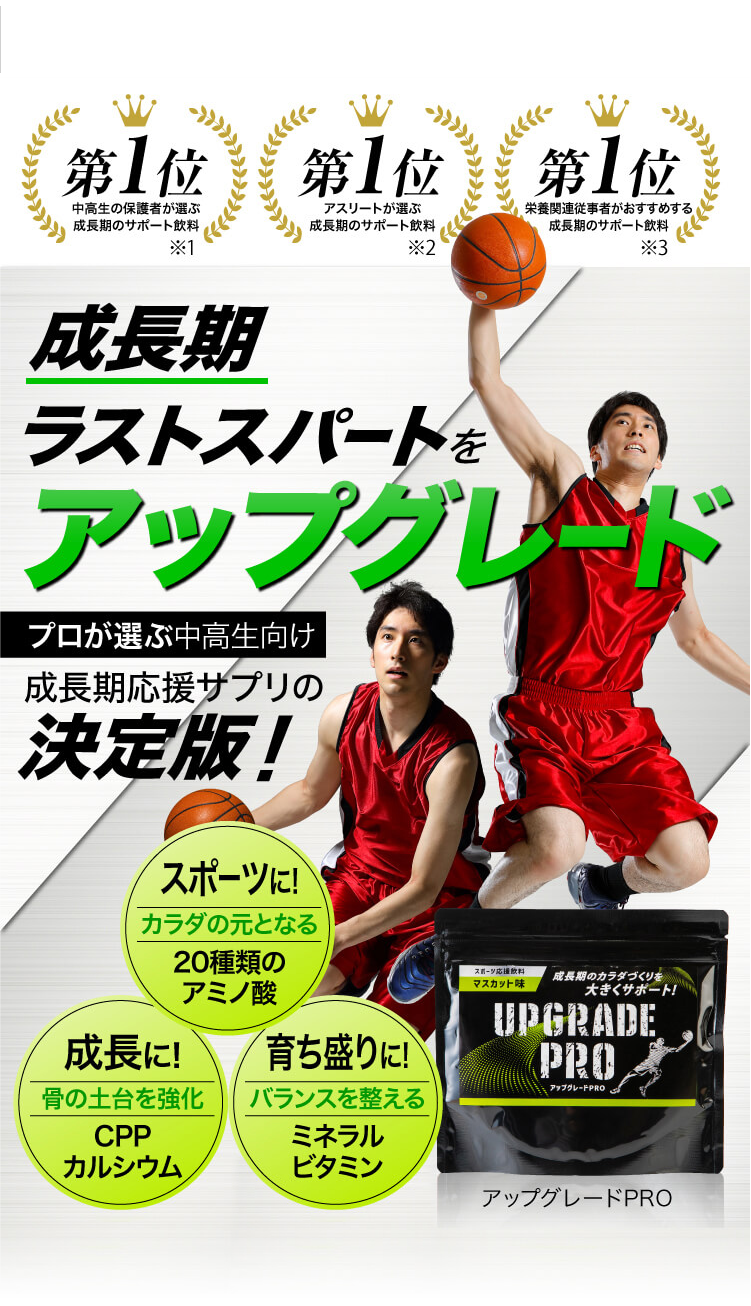 第1位
中高生の保護者が選ぶ
成長期のサポート飲料
※1
第1位
アスリートが選ぶ
成長期のサポート飲料
※2
第1位
栄養関連従事者がおすすめする
成長期のサポート飲料
※3
成長期
ラストスパートを
アップグレード
プロが選ぶ中高生向け
成長期応援サプリの
決定版!
スポーツに!
カラダの元となる
20種類の
アミノ酸
成長に!
骨の土台を強化
CPP
カルシウム
育ち盛りに!
バランスを整える
ミネラル
ビタミン
スポーツ応援飲料
マスカット味
成長期のカラダづくりを
大きくサポート!
UPGRADE
PRO
アップグレードPRO
アップグレードPRO